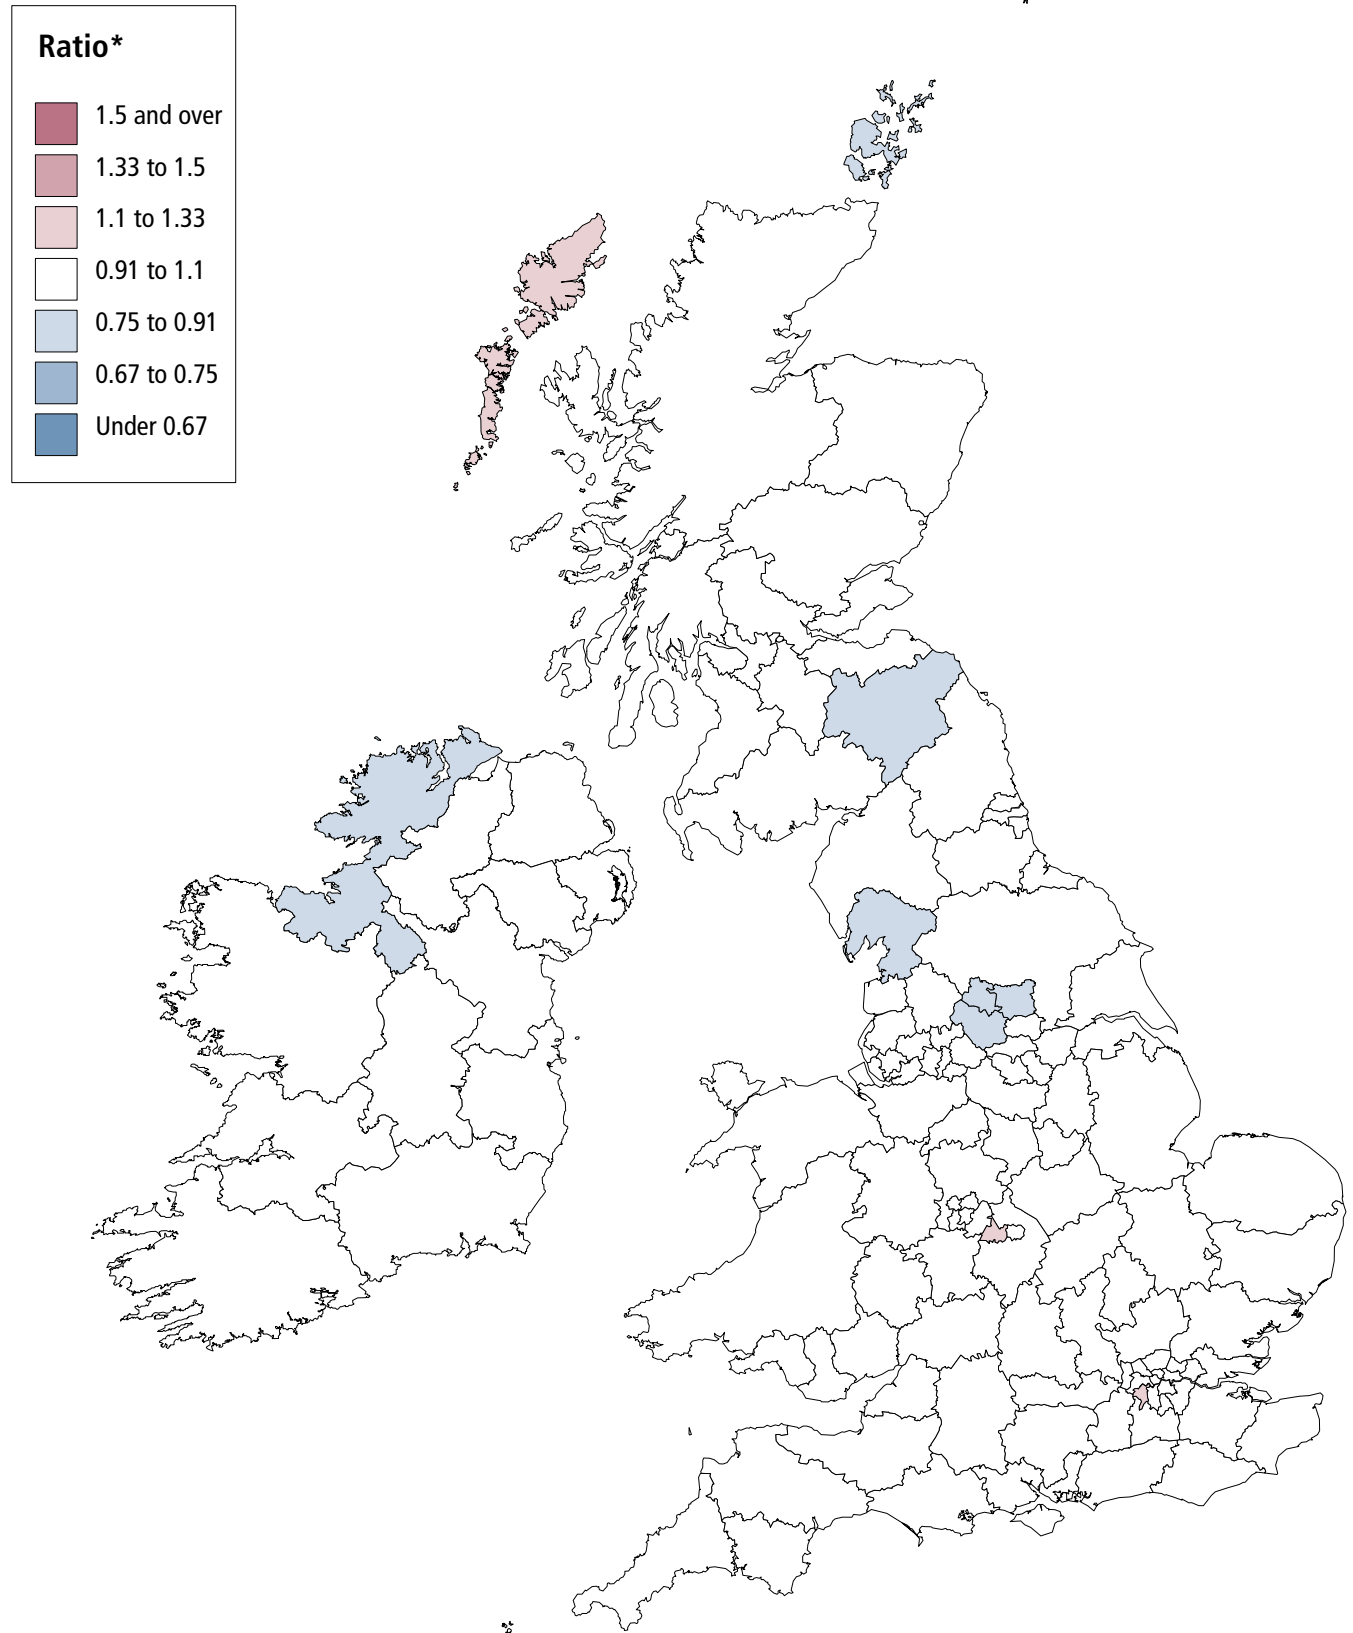 Ratio*
1.5 and over
1.33 to 1.5
1.1 to 1.33
0.91 to 1.1
0.75 to 0.91
0.67 to 0.75
Under 0.67